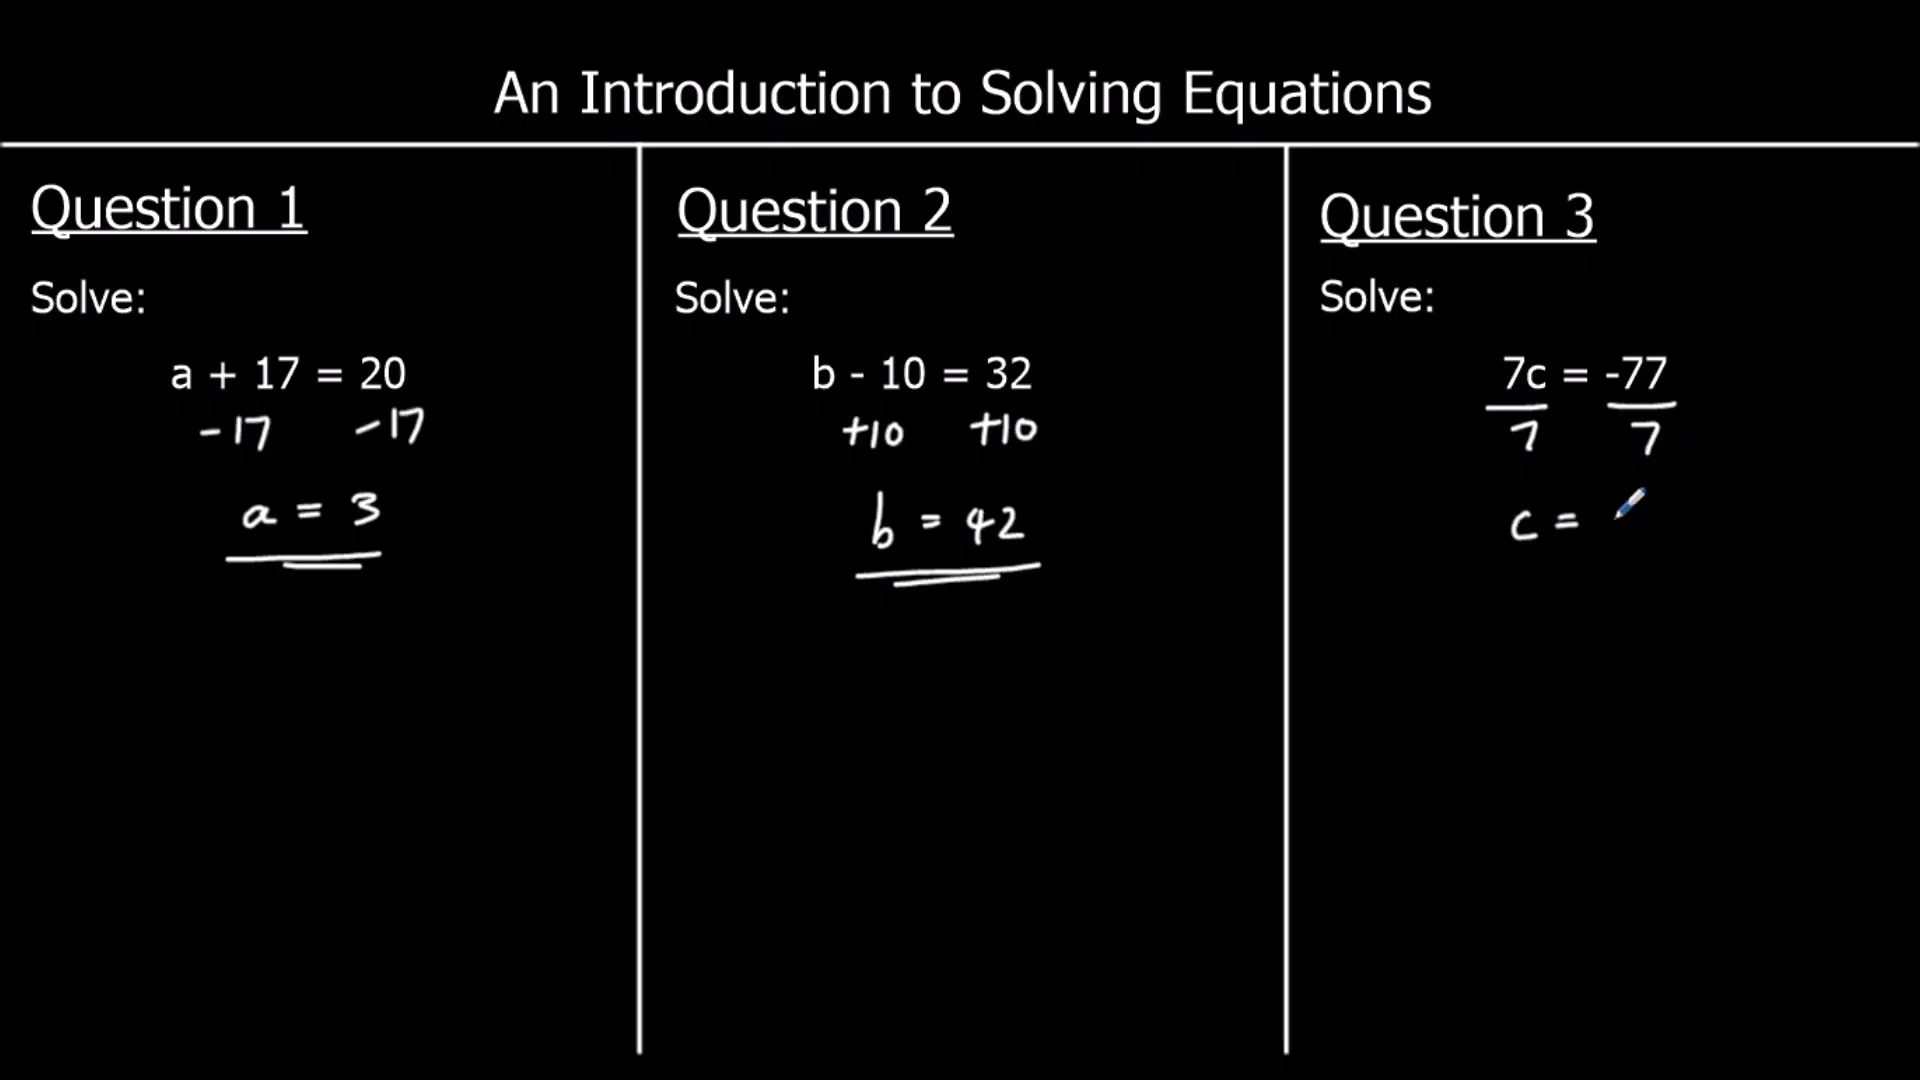 An Introduction to Solving Equations
Question 1
Solve:
a + 17 = 20
-17 -17
a = 3
Question 2
Solve:
b - 10 = 32
+10 +10
b = 42
Question 3
Solve:
7c = -77
7 7
c =